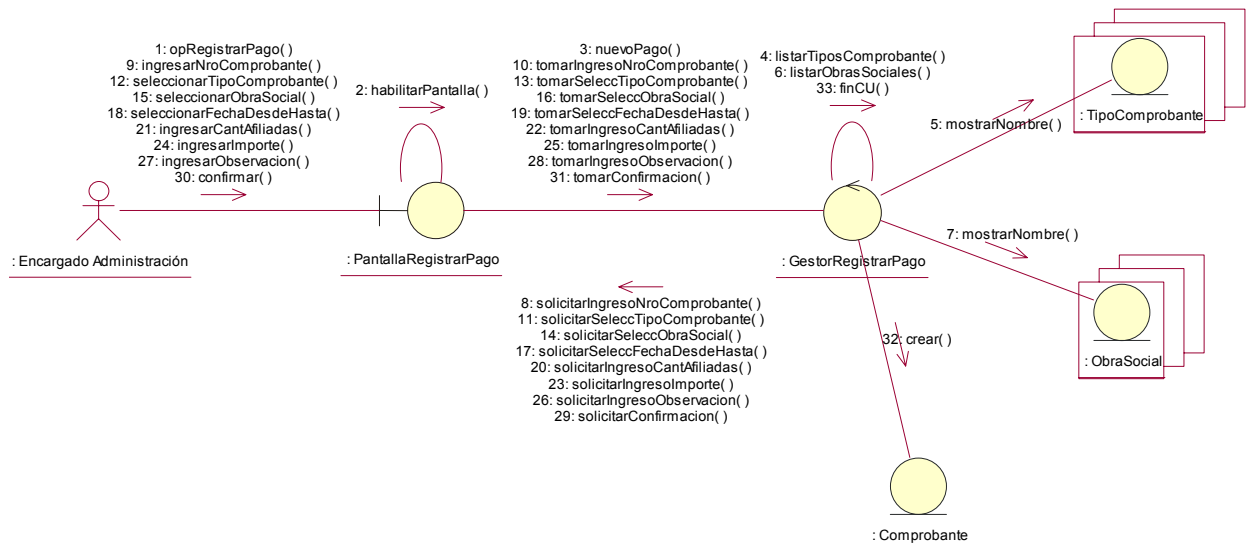 1: opRegistrarPago( )
9: ingresarNroComprobante( )
12: seleccionarTipoComprobante( )
15: seleccionarObraSocial( )
18: seleccionarFechaDesdeHasta( )
21: ingresarCantAfiliadas( )
24: ingresarImporte( )
27: ingresarObservacion( )
30: confirmar( )
2: habilitarPantalla( )
3: nuevoPago( )
10: tomarIngresoNroComprobante( )
13: tomarSeleccTipoComprobante( )
16: tomarSeleccObraSocial( )
19: tomarSeleccFechaDesdeHasta( )
22: tomarIngresoCantAfiliadas( )
25: tomarIngresoImporte( )
28: tomarIngresoObservacion( )
31: tomarConfirmacion( )
4: listarTiposComprobante( )
6: listarObrasSociales( )
33: finCU( )
5: mostrarNombre( )
: TipoComprobante
: Encargado Administración
: PantallaRegistrarPago
: GestorRegistrarPago
7: mostrarNombre( )
: ObraSocial
8: solicitarIngresoNroComprobante( )
11: solicitarSeleccTipoComprobante( )
14: solicitarSeleccObraSocial( )
17: solicitarSeleccFechaDesdeHasta( )
20: solicitarIngresoCantAfiliadas( )
23: solicitarIngresoImporte( )
26: solicitarIngresoObservacion( )
29: solicitarConfirmacion( )
32: crear( )
: Comprobante